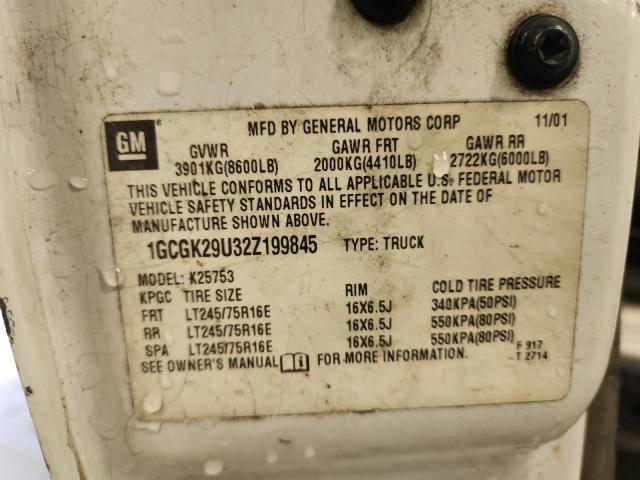 GM
MFD BY GENERAL MOTORS CORP 11/01
GVWR GAWR FRT GAWR RR
3901KG(8600LB) 2000KG(4410LB) 2722KG(6000LB)
THIS VEHICLE CONFORMS TO ALL APPLICABLE U.S. FEDERAL MOTOR
VEHICLE SAFETY STANDARDS IN EFFECT ON THE DATE OF
MANUFACTURE SHOWN ABOVE.
1GCGK29U32Z199845 TYPE: TRUCK
MODEL: K25753
KPGC TIRE SIZE RIM COLD TIRE PRESSURE
FRT LT245/75R16E 16X6.5J 340KPA(50PSI)
RR LT245/75R16E 16X6.5J 550KPA(80PSI)
SPA LT245/75R16E 16X6.5J 550KPA(80PSI)
SEE OWNER'S MANUAL FOR MORE INFORMATION.
F 917
T 2714